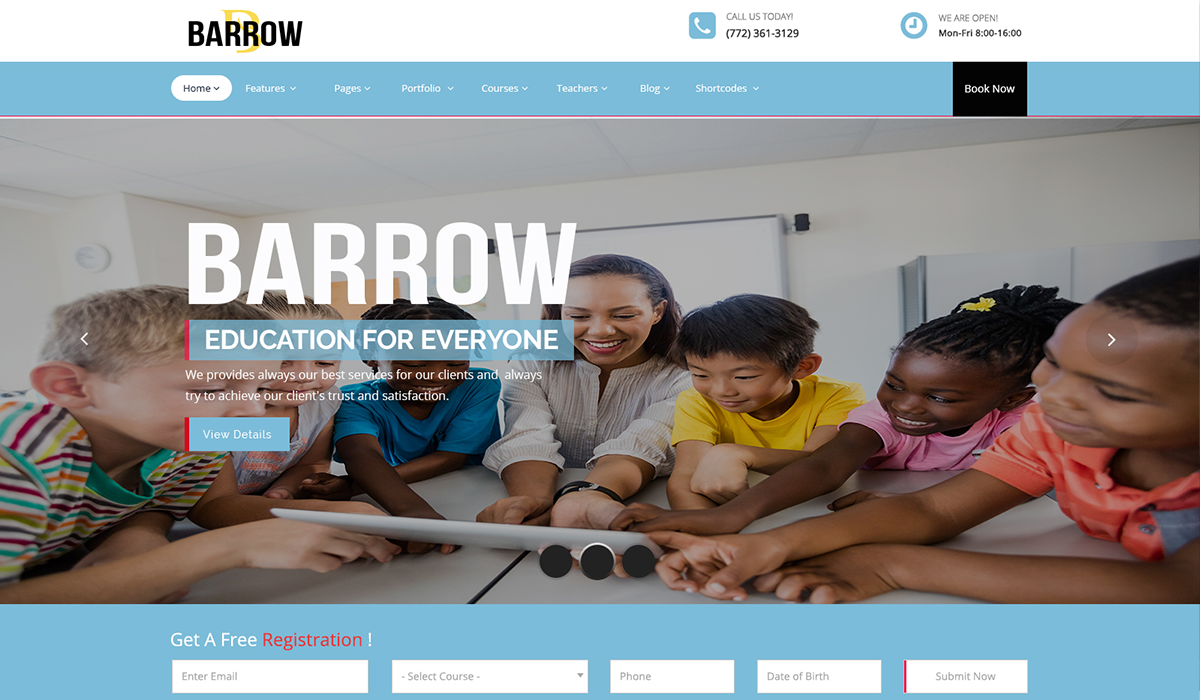 BARROW
CALL US TODAY!
(772) 361-3129
WE ARE OPEN!
Mon-Fri 8:00-16:00
Home
Features
Pages
Portfolio
Courses
Teachers
Blog
Shortcodes
Book Now
BARROW
EDUCATION FOR EVERYONE
We provides always our best services for our clients and always
try to achieve our client's trust and satisfaction.
View Details
Get A Free Registration !
Enter Email
- Select Course -
Phone
Date of Birth
Submit Now